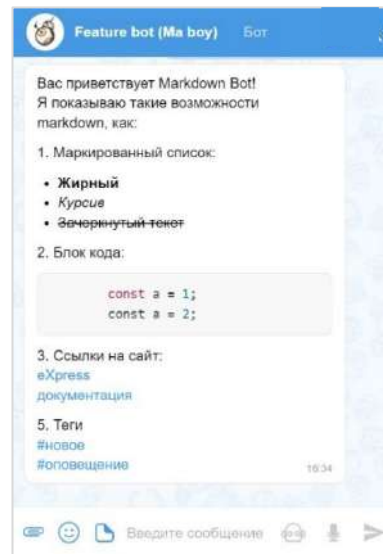 Feature bot (Ma boy) Бот
Вас приветствует Markdown Bot!
Я показываю такие возможности
markdown, как:
1. Маркированный список:
• Жирный
• Курсив
• Зачеркнутый текст
2. Блок кода:
const a = 1;
const a = 2;
3. Ссылки на сайт:
eXpress
документация
5. Теги
#новое
#оповещение
16:34
Введите сообщение